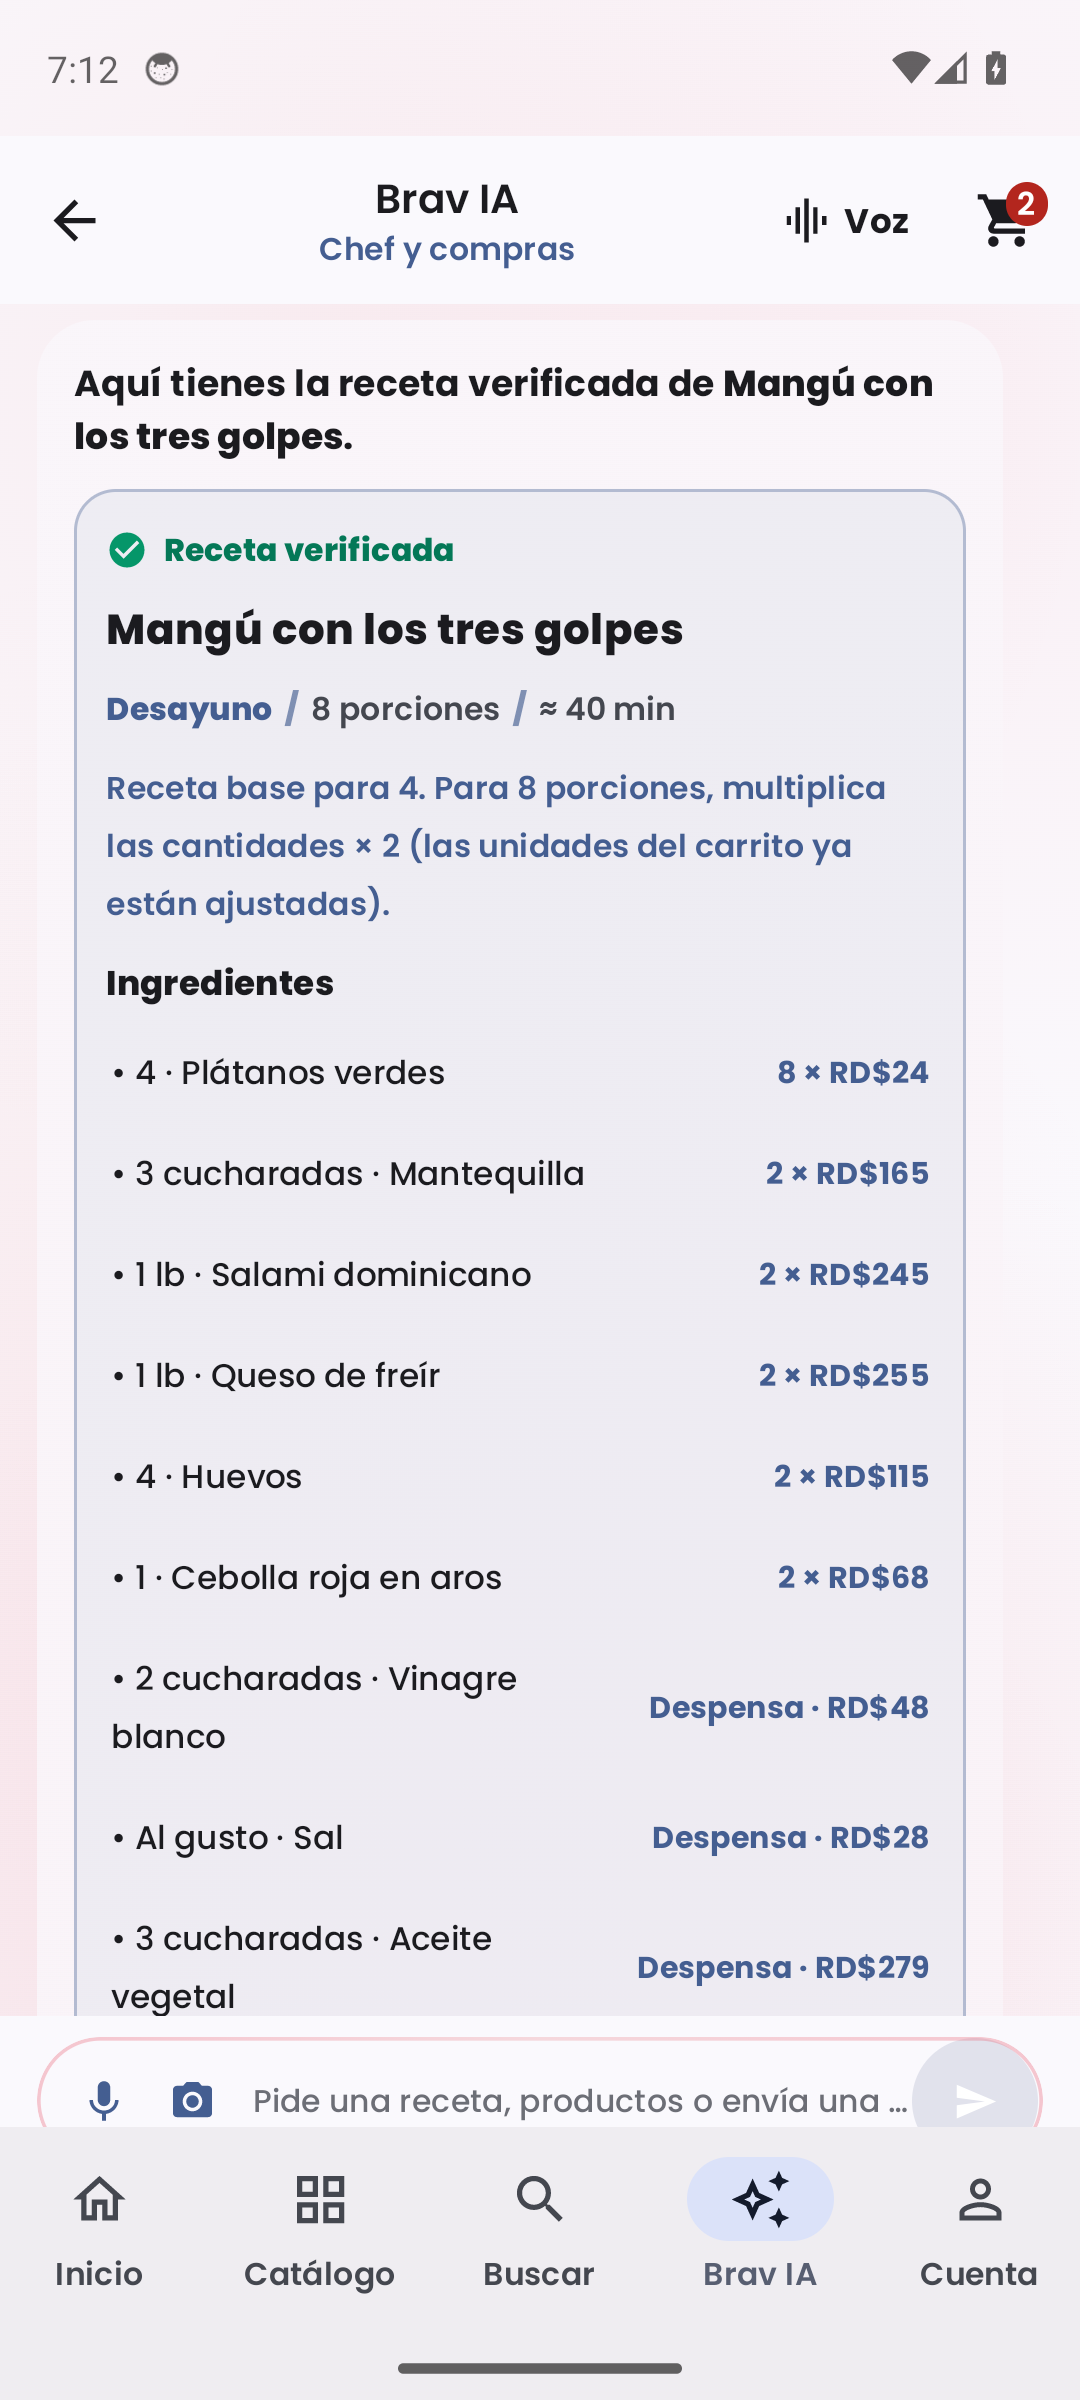 7:12
Brav IA
Chef y compras
Voz
2
Aquí tienes la receta verificada de Mangú con
los tres golpes.
Receta verificada
Mangú con los tres golpes
Desayuno / 8 porciones / ≈ 40 min
Receta base para 4. Para 8 porciones, multiplica
las cantidades × 2 (las unidades del carrito ya
están ajustadas).
Ingredientes
• 4 · Plátanos verdes 8 × RD$24
• 3 cucharadas · Mantequilla 2 × RD$165
• 1 lb · Salami dominicano 2 × RD$245
• 1 lb · Queso de freír 2 × RD$255
• 4 · Huevos 2 × RD$115
• 1 · Cebolla roja en aros 2 × RD$68
• 2 cucharadas · Vinagre
blanco
Despensa · RD$48
• Al gusto · Sal Despensa · RD$28
• 3 cucharadas · Aceite
vegetal
Despensa · RD$279
Pide una receta, productos o envía una ...
Inicio
Catálogo
Buscar
Brav IA
Cuenta